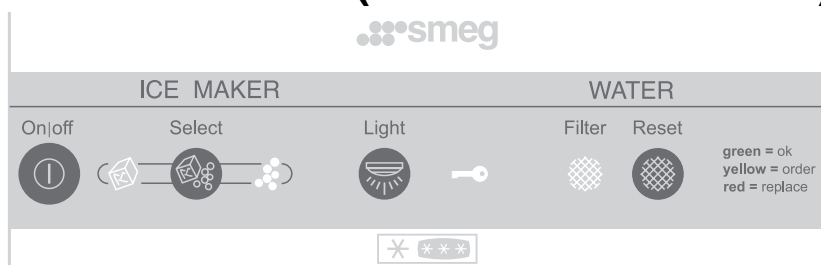 smeg
ICE MAKER
WATER
On|off
Select
Light
Filter
Reset
green = ok
yellow = order
red = replace